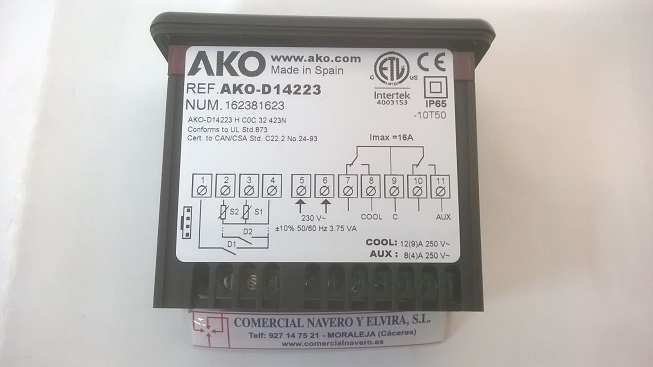 AKO www.ako.com
Made in Spain
REF. AKO-D14223
NUM. 162381623
AKO-D14223 H C0C 32 423N
Conforms to UL Std.873
Cert. to CAN/CSA Std. C22.2 No.24-93
C ETL US CE
Intertek
4003153
IP65
-10T50
Imax =16A
1 2 3 4 5 6 7 8 9 10 11
S2 S1
230 V~ COOL C AUX
±10% 50/60 Hz 3.75 VA
D2
D1
COOL: 12(9)A 250 V~
AUX : 8(4)A 250 V~
COMERCIAL NAVERO Y ELVIRA, S.L.
Telf: 927 14 75 21 - MORALEJA (Cáceres)
www.comercialnavero.es